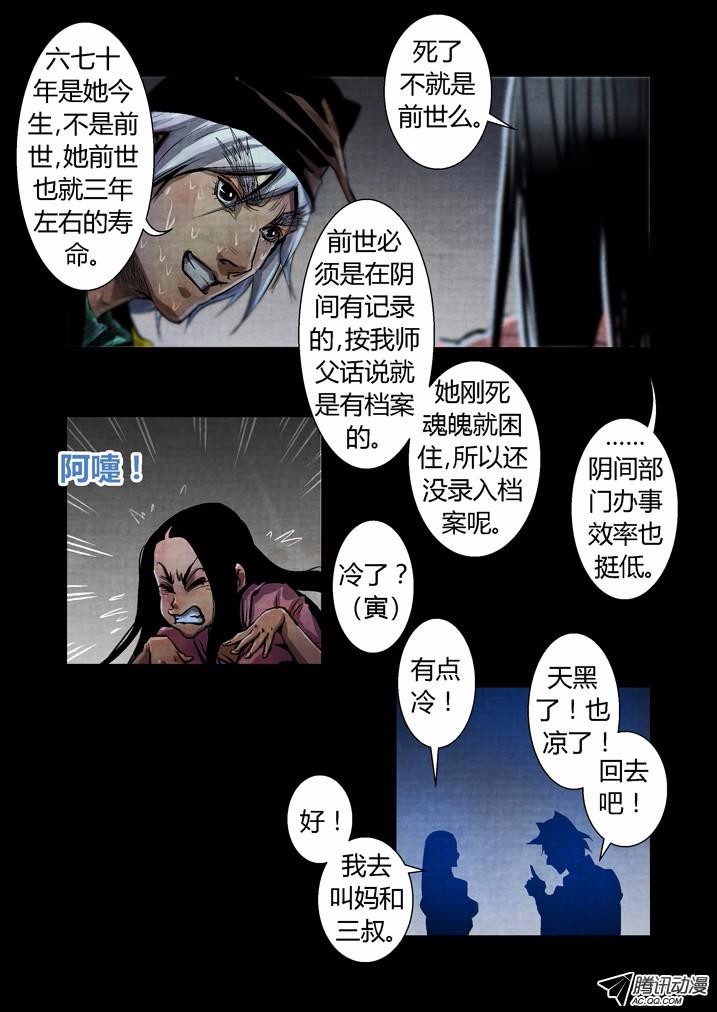 六七十
年是她今
生,不是前
世,她前世
也就三年
左右的寿
命。
死了
不就是
前世么。
前世必
须是在阴
间有记录
的,按我师
父话说就
是有档案
的。
她刚死
魂魄就困
住,所以还
没录入档
案呢。
……
阴间部
门办事
效率也
挺低。
阿嚏！
冷了？
（寅）
有点
冷！
天黑
了！也
凉了！
回去
吧！
好！
我去
叫妈和
三叔。
腾讯动漫
AC.QQ.COM